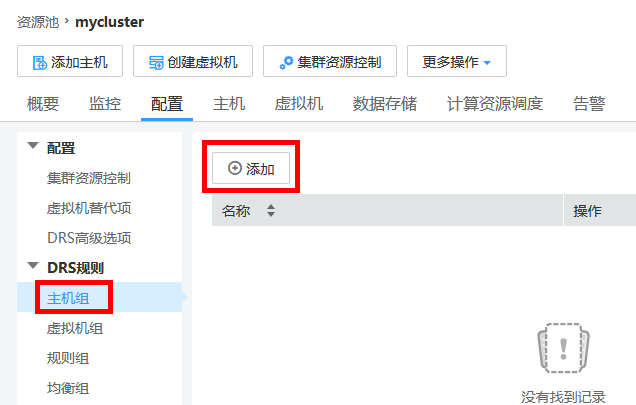 资源池 › mycluster
添加主机 创建虚拟机 集群资源控制 更多操作
概要 监控 配置 主机 虚拟机 数据存储 计算资源调度 告警
配置
集群资源控制
虚拟机替代项
DRS高级选项
DRS规则
主机组
虚拟机组
规则组
均衡组
添加
名称 操作
没有找到记录